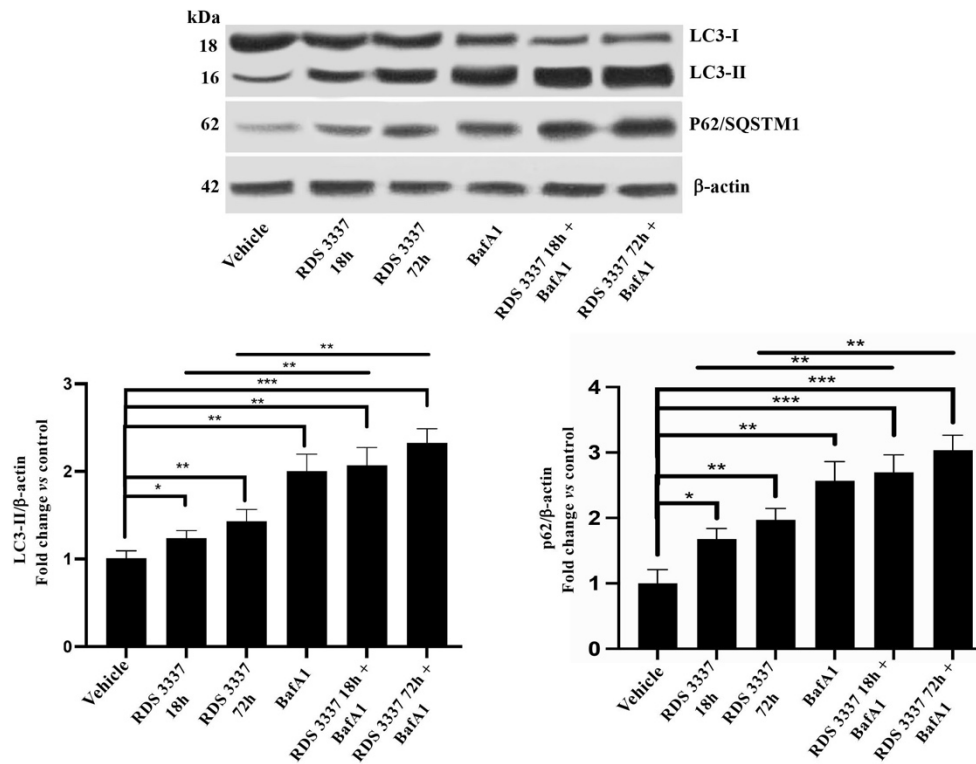 kDa
18
LC3-I
16
LC3-II
62
P62/SQSTM1
42
β-actin
Vehicle
RDS 3337
18h
RDS 3337
72h
BafA1
RDS 3337 18h +
BafA1
RDS 3337 72h +
BafA1
LC3-II/β-actin
Fold change vs control
3
2
1
0
**
**
***
**
**
**
*
Vehicle
RDS 3337
18h
RDS 3337
72h
BafA1
RDS 3337 18h +
BafA1
RDS 3337 72h +
BafA1
p62/β-actin
Fold change vs control
4
3
2
1
0
**
**
***
***
**
**
*
Vehicle
RDS 3337
18h
RDS 3337
72h
BafA1
RDS 3337 18h +
BafA1
RDS 3337 72h +
BafA1